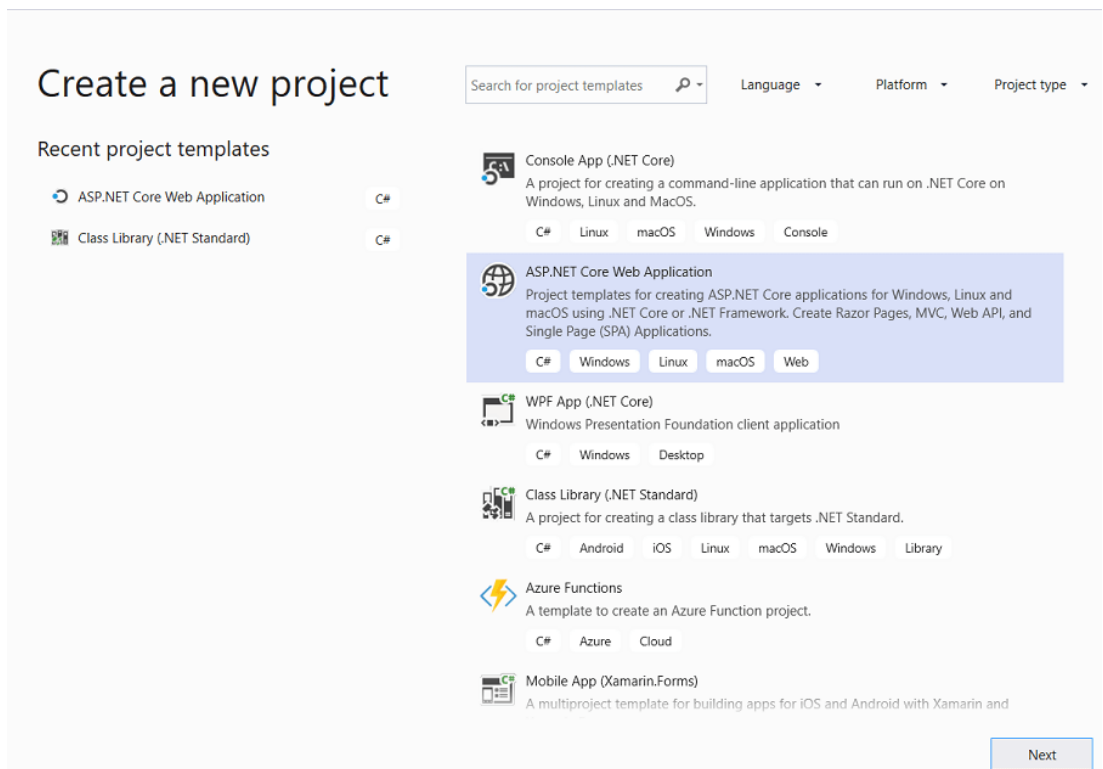 Create a new project
Search for project templates
Language
Platform
Project type
Recent project templates
ASP.NET Core Web Application
C#
Class Library (.NET Standard)
C#
Console App (.NET Core)
A project for creating a command-line application that can run on .NET Core on
Windows, Linux and MacOS.
C# Linux macOS Windows Console
ASP.NET Core Web Application
Project templates for creating ASP.NET Core applications for Windows, Linux and
macOS using .NET Core or .NET Framework. Create Razor Pages, MVC, Web API, and
Single Page (SPA) Applications.
C# Windows Linux macOS Web
WPF App (.NET Core)
Windows Presentation Foundation client application
C# Windows Desktop
Class Library (.NET Standard)
A project for creating a class library that targets .NET Standard.
C# Android iOS Linux macOS Windows Library
Azure Functions
A template to create an Azure Function project.
C# Azure Cloud
Mobile App (Xamarin.Forms)
A multiproject template for building apps for iOS and Android with Xamarin and
Next